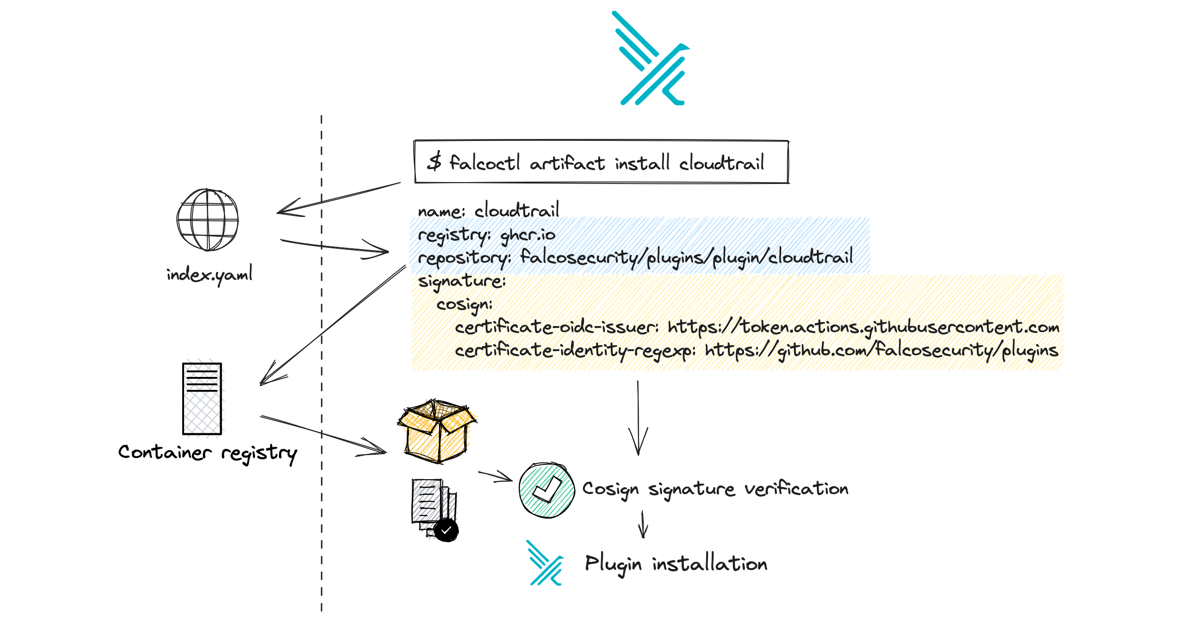 $ falcoctl artifact install cloudtrail
name: cloudtrail
registry: ghcr.io
repository: falcosecurity/plugins/plugin/cloudtrail
signature:
cosign:
certificate-oidc-issuer: https://token.actions.githubusercontent.com
certificate-identity-regexp: https://github.com/falcosecurity/plugins
index.yaml
Container registry
Cosign signature verification
Plugin installation